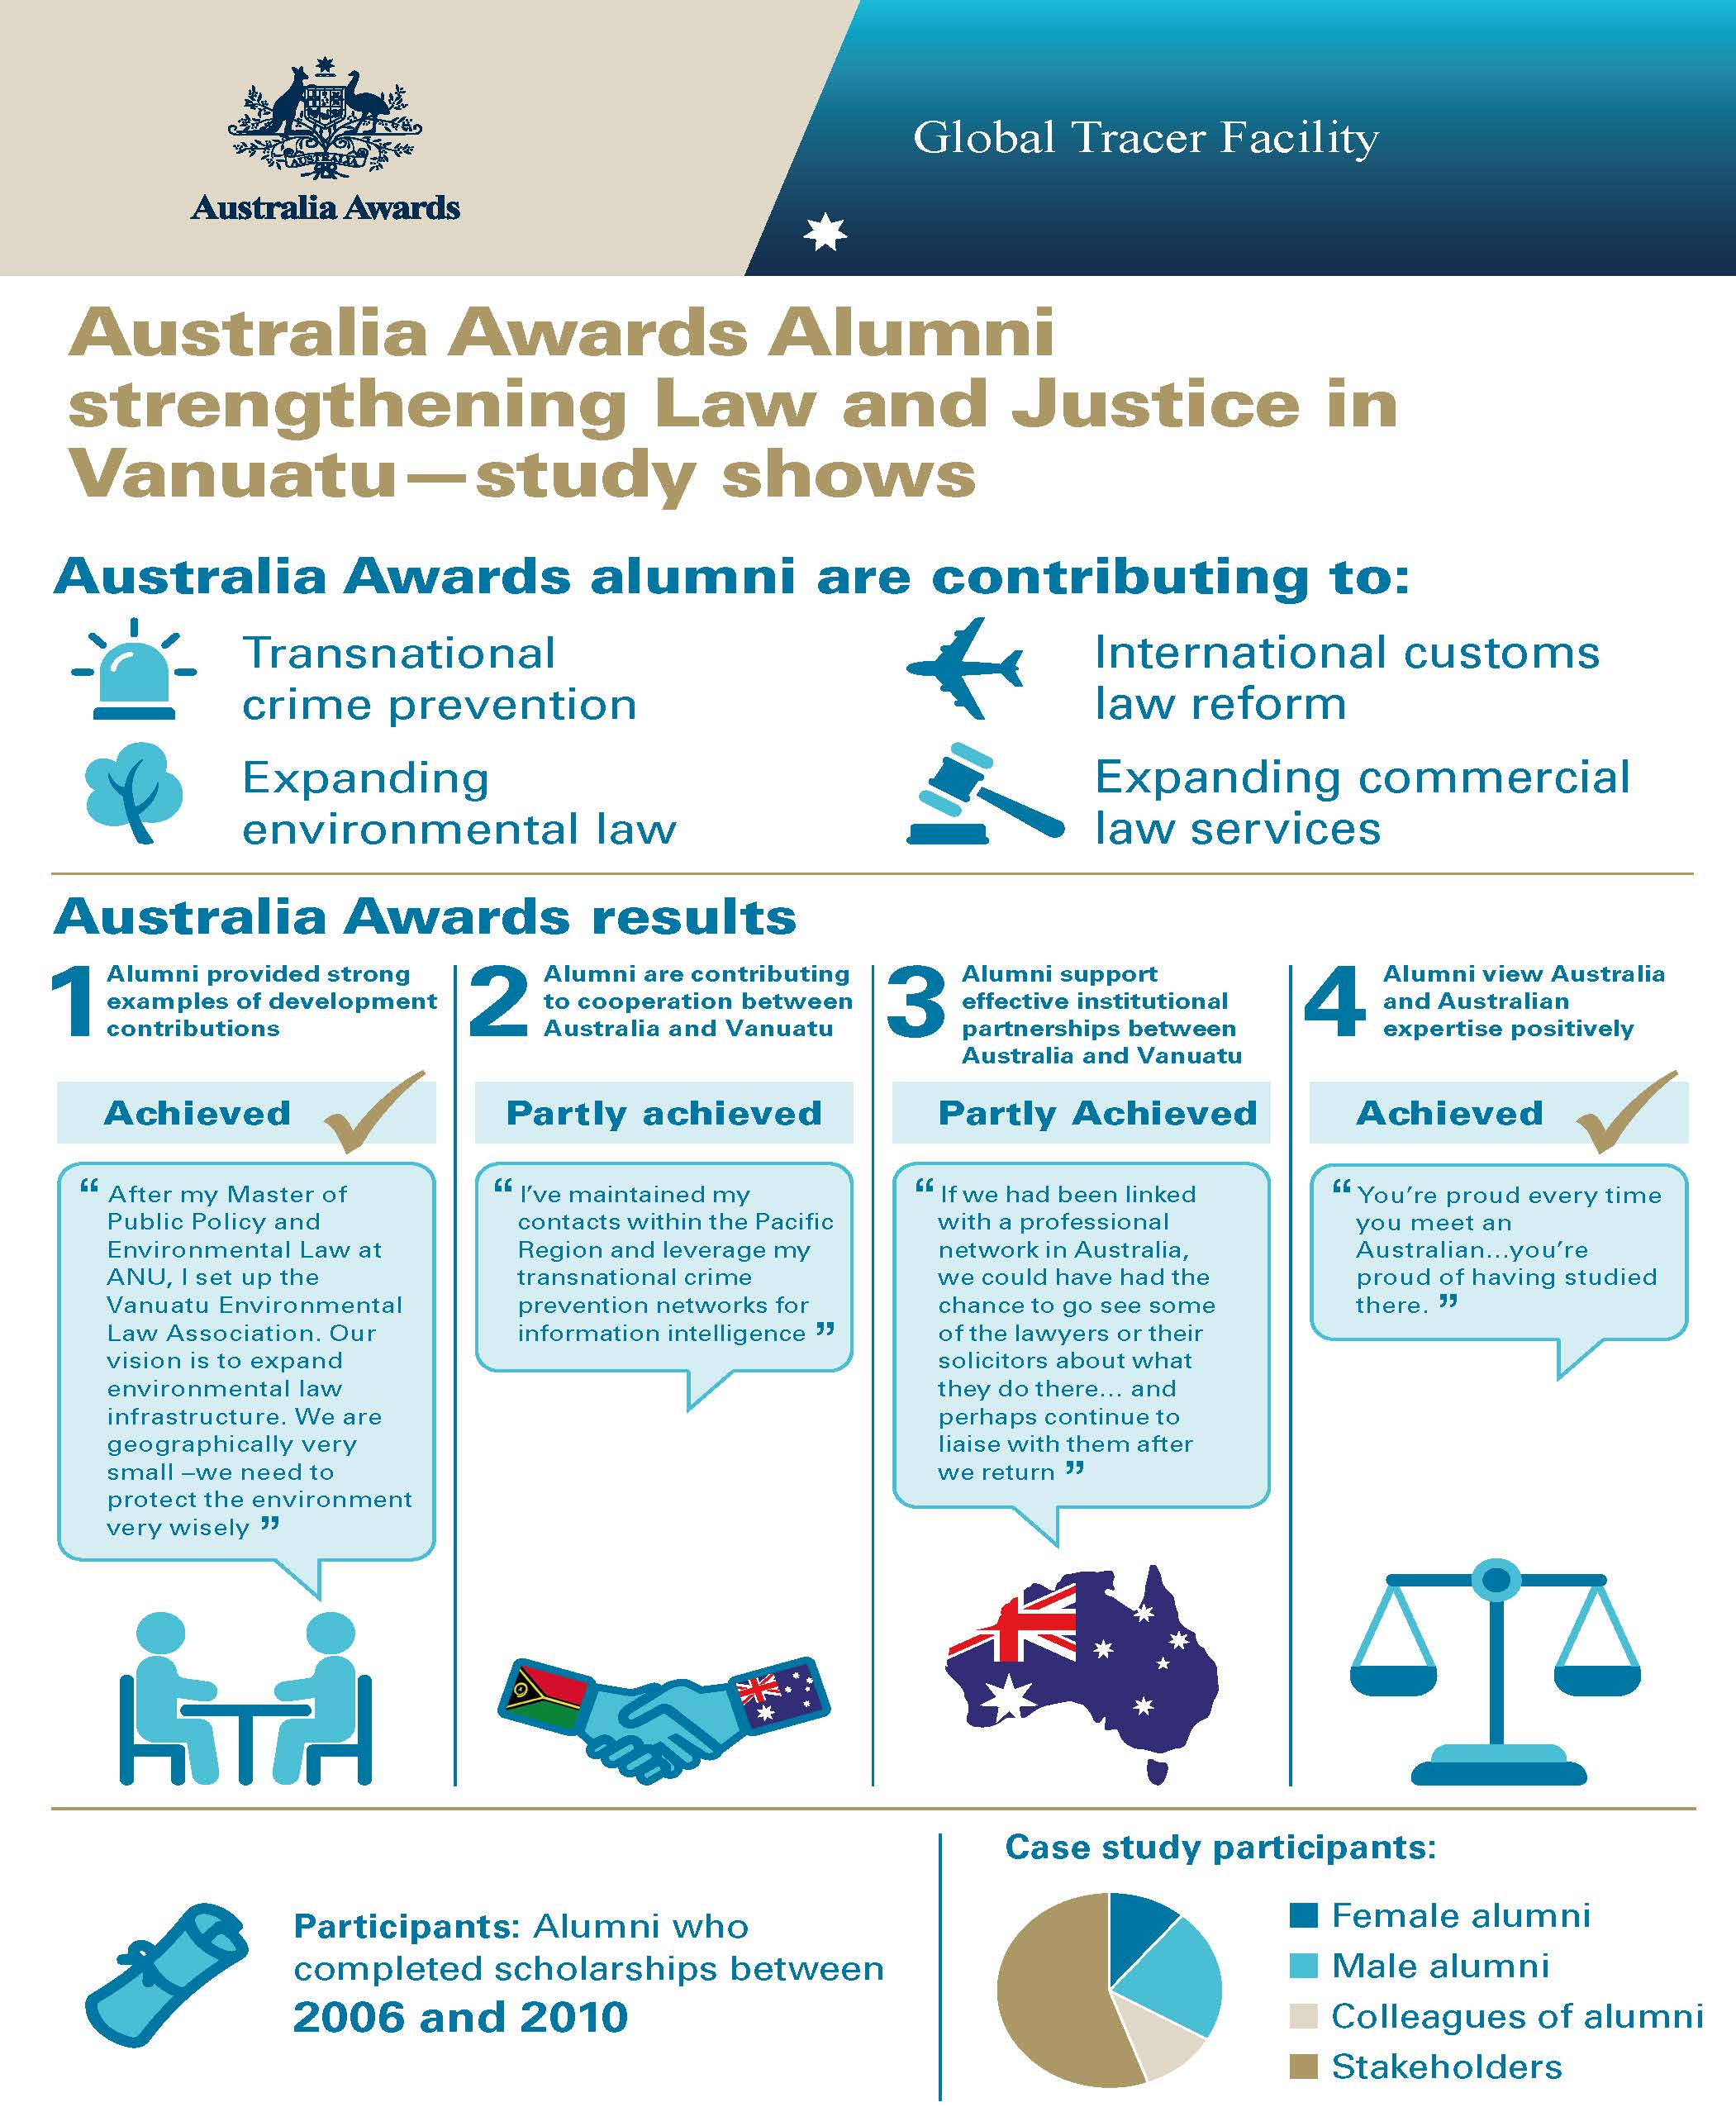 AUSTRALIA
Australia Awards
Global Tracer Facility
Australia Awards Alumni
strengthening Law and Justice in
Vanuatu—study shows
Australia Awards alumni are contributing to:
Transnational
crime prevention
International customs
law reform
Expanding
environmental law
Expanding commercial
law services
Australia Awards results
1 Alumni provided strong
examples of development
contributions
Achieved
“ After my Master of
Public Policy and
Environmental Law at
ANU, I set up the
Vanuatu Environmental
Law Association. Our
vision is to expand
environmental law
infrastructure. We are
geographically very
small –we need to
protect the environment
very wisely ”
2 Alumni are contributing
to cooperation between
Australia and Vanuatu
Partly achieved
“ I’ve maintained my
contacts within the Pacific
Region and leverage my
transnational crime
prevention networks for
information intelligence ”
3 Alumni support
effective institutional
partnerships between
Australia and Vanuatu
Partly Achieved
“ If we had been linked
with a professional
network in Australia,
we could have had the
chance to go see some
of the lawyers or their
solicitors about what
they do there... and
perhaps continue to
liaise with them after
we return ”
4 Alumni view Australia
and Australian
expertise positively
Achieved
“ You’re proud every time
you meet an
Australian...you’re
proud of having studied
there. ”
Participants: Alumni who
completed scholarships between
2006 and 2010
Case study participants:
Female alumni
Male alumni
Colleagues of alumni
Stakeholders